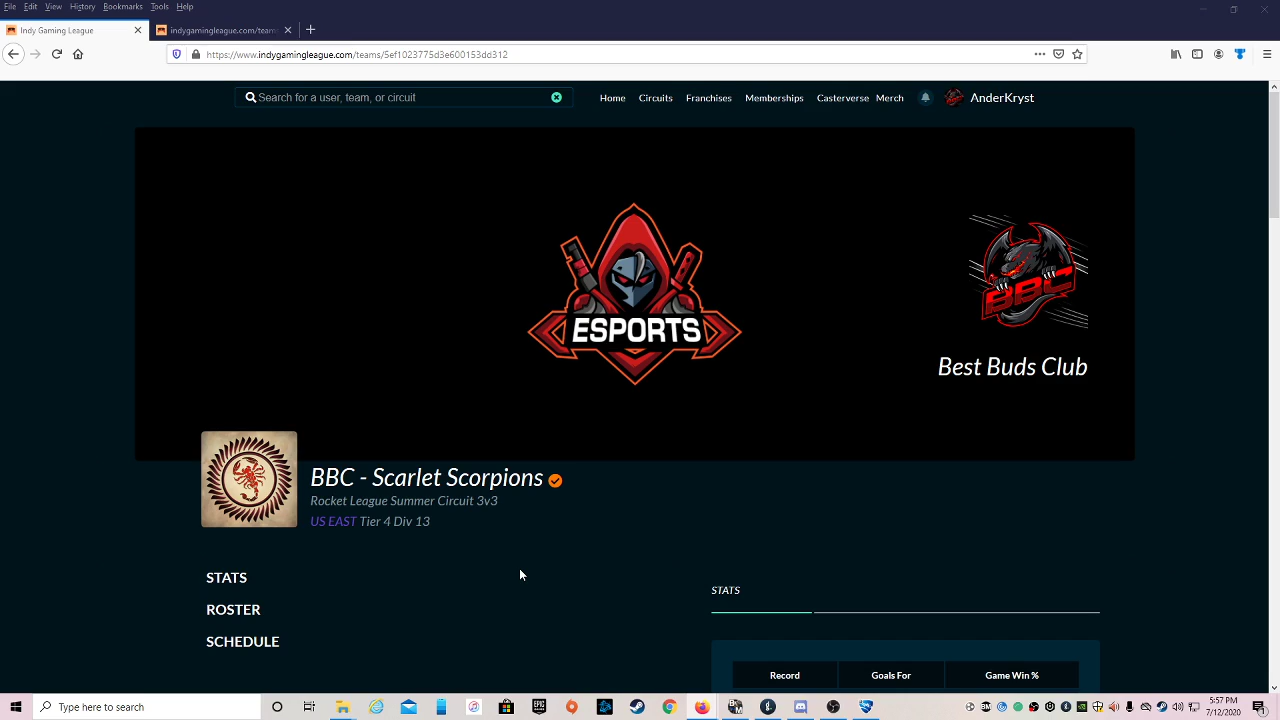 File Edit View History Bookmarks Tools Help
Indy Gaming League
indygamingleague.com/team
https://www.indygamingleague.com/teams/5ef1023775d3e600153dd312
Search for a user, team, or circuit
Home Circuits Franchises Memberships Casterverse Merch AnderKryst
ESPORTS
BBC
Best Buds Club
BBC - Scarlet Scorpions
Rocket League Summer Circuit 3v3
US EAST Tier 4 Div 13
STATS
ROSTER
SCHEDULE
STATS
Record Goals For Game Win %
Type here to search
EPIC
5:57 PM
7/12/2020